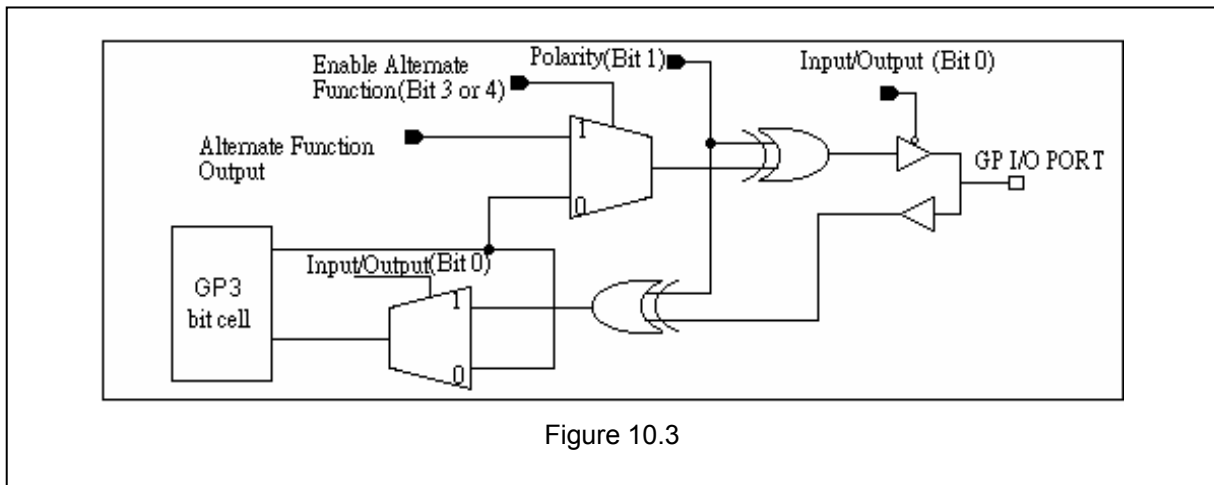 Polarity(Bit 1)
Input/Output (Bit 0)
Enable Alternate
Function(Bit 3 or 4)
Alternate Function
Output
1
0
GP I/O PORT
Input/Output(Bit 0)
GP3
bit cell
1
0
Figure 10.3